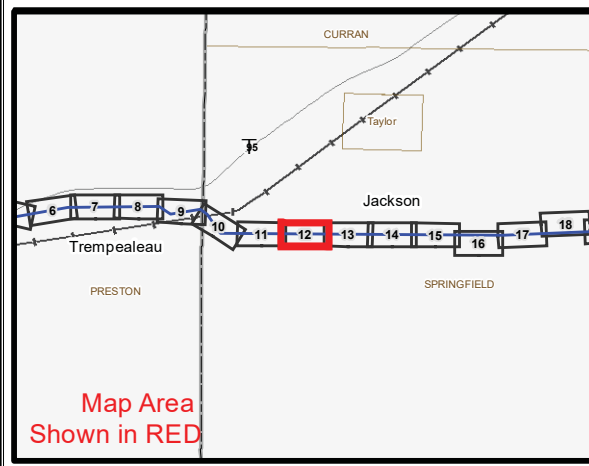 CURRAN
Taylor
95
Jackson
6 7 8 9 10 11 12 13 14 15 16 17 18
Trempealeau
PRESTON
SPRINGFIELD
Map Area
Shown in RED